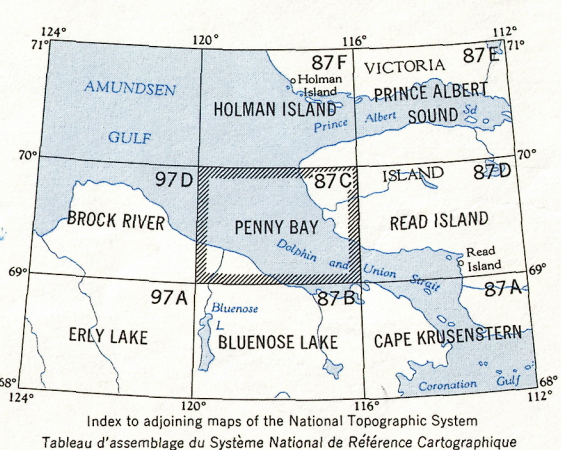 124° 120° 116° 112°
71° 71°
87F VICTORIA 87E
Holman
Island
AMUNDSEN PRINCE ALBERT
HOLMAN ISLAND Prince Albert Sd
SOUND
GULF
70° 70°
97D 87C ISLAND 87D
BROCK RIVER PENNY BAY READ ISLAND
Dolphin and Union Strait
Read
Island
69° 69°
97A 87B 87A
Bluenose
L
ERLY LAKE BLUENOSE LAKE CAPE KRUSENSTERN
Coronation Gulf
68° 68°
124° 120° 116° 112°
Index to adjoining maps of the National Topographic System
Tableau d'assemblage du Système National de Référence Cartographique